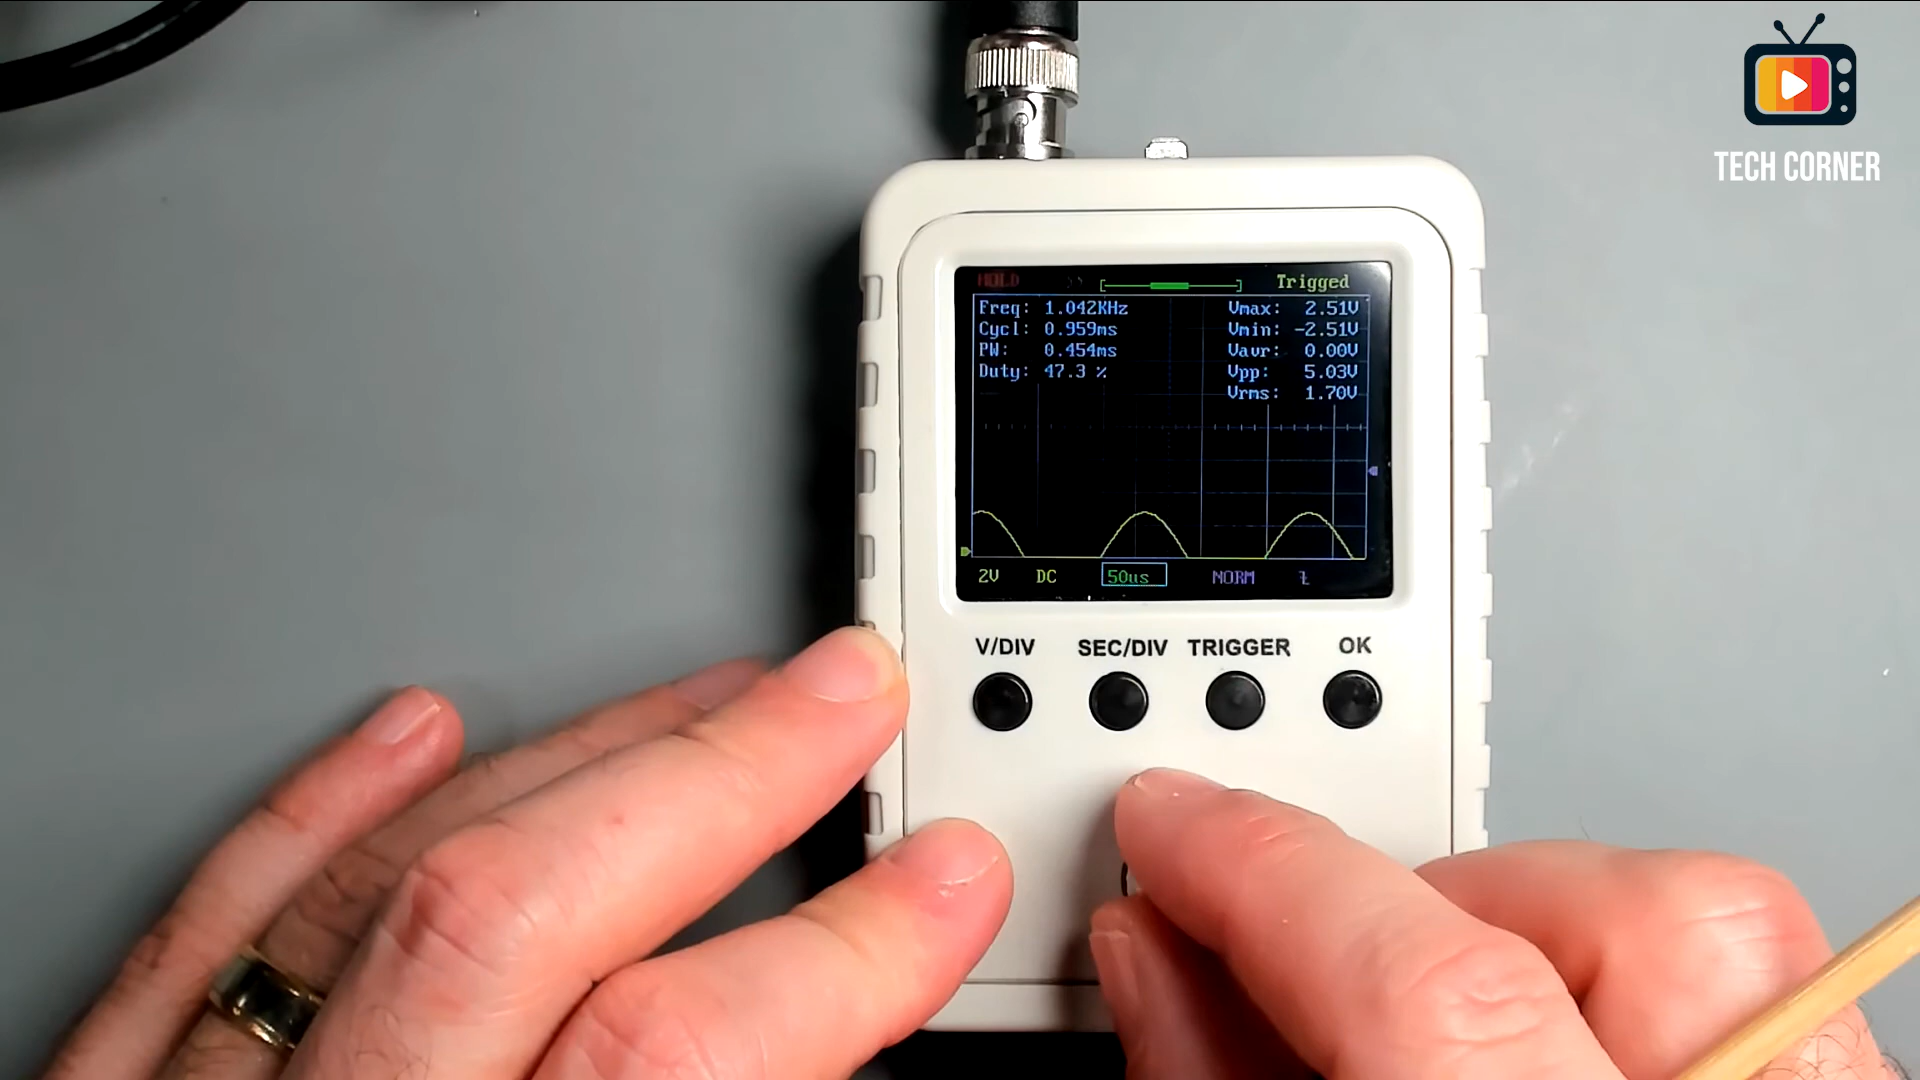 TECH CORNER
HOLD
Trigged
Freq: 1.042KHz
Cycl: 0.959ms
PW: 0.454ms
Duty: 47.3 %
Vmax: 2.51V
Vmin: -2.51V
Vavr: 0.00V
Vpp: 5.03V
Vrms: 1.70V
2V DC 50us NORM
V/DIV SEC/DIV TRIGGER OK